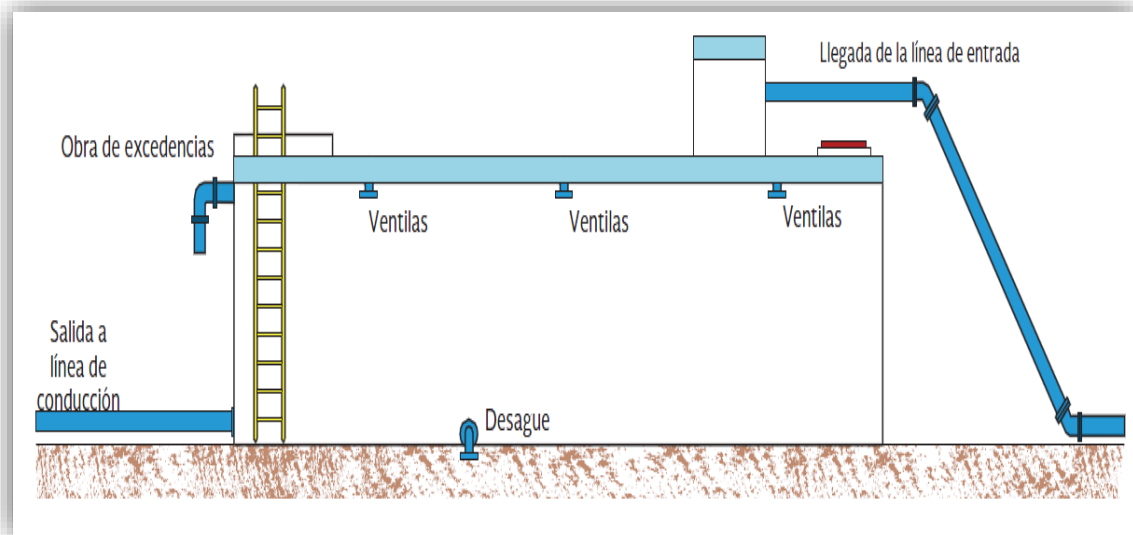 Llegada de la línea de entrada
Obra de excedencias
Ventilas
Ventilas
Ventilas
Salida a
línea de
conducción
Desague